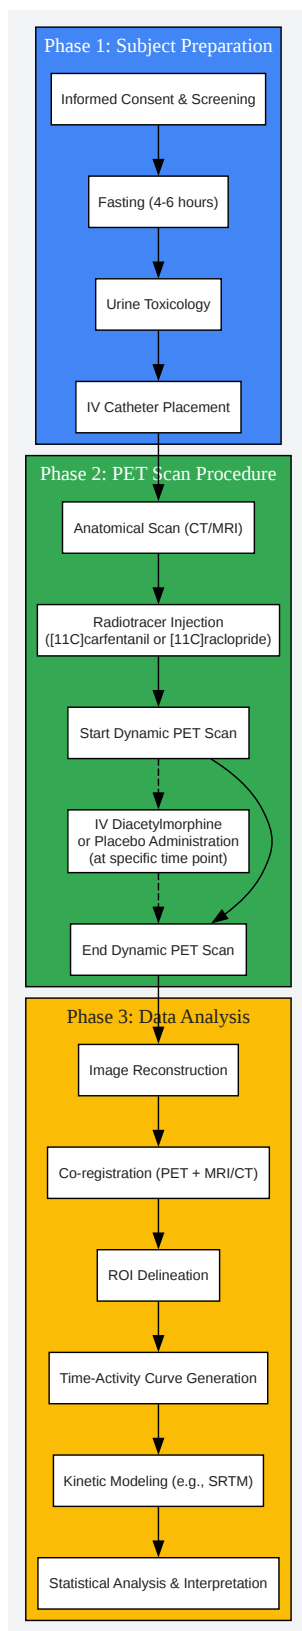 Phase 1: Subject Preparation
Informed Consent & Screening
Fasting (4-6 hours)
Urine Toxicology
IV Catheter Placement
Phase 2: PET Scan Procedure
Anatomical Scan (CT/MRI)
Radiotracer Injection
([11C]carfentanil or [11C]raclopride)
Start Dynamic PET Scan
IV Diacetylmorphine
or Placebo Administration
(at specific time point)
End Dynamic PET Scan
Phase 3: Data Analysis
Image Reconstruction
Co-registration (PET + MRI/CT)
ROI Delineation
Time-Activity Curve Generation
Kinetic Modeling (e.g., SRTM)
Statistical Analysis & Interpretation